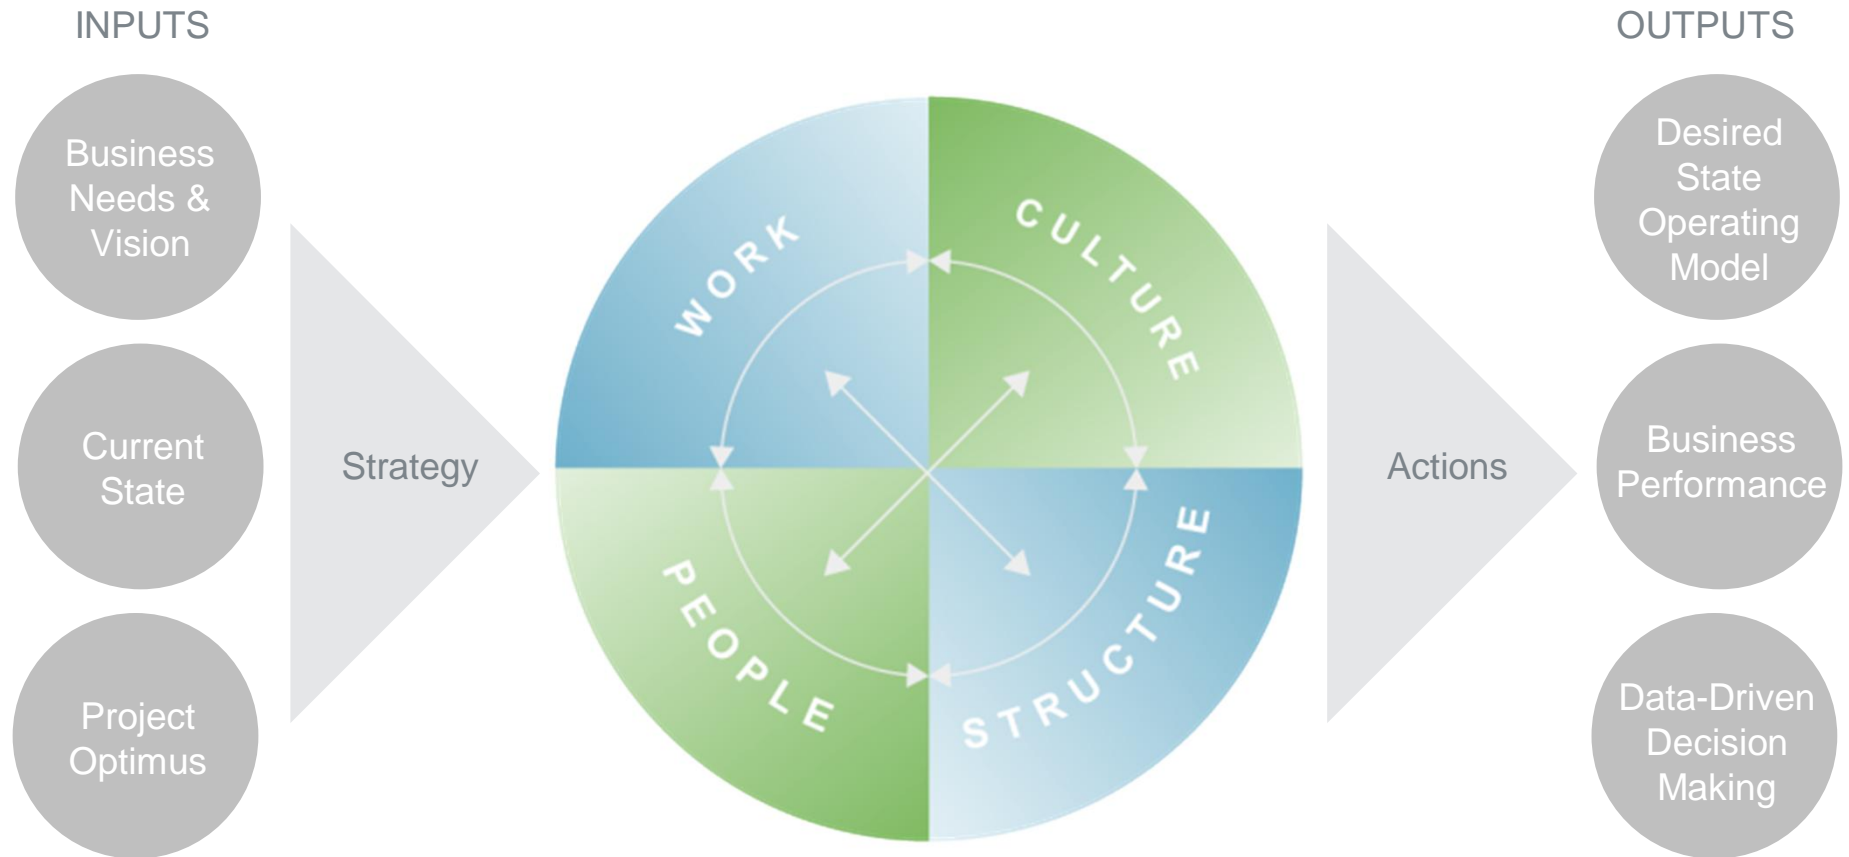 INPUTS
Business
Needs &
Vision
Current
State
Project
Optimus
Strategy
WORK
CULTURE
PEOPLE
STRUCTURE
Actions
OUTPUTS
Desired
State
Operating
Model
Business
Performance
Data-Driven
Decision
Making